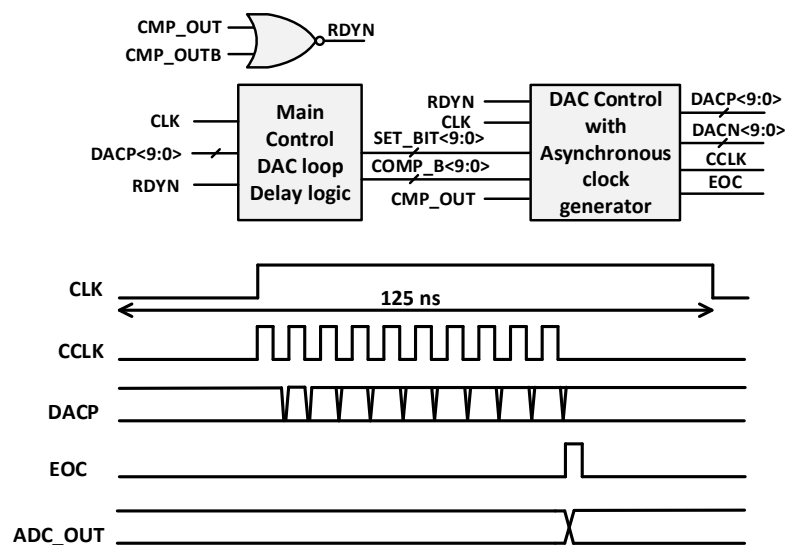 CMP_OUT
RDYN
CMP_OUTB
CLK
DACP<9:0>
RDYN
Main
Control
DAC loop
Delay logic
SET_BIT<9:0>
COMP_B<9:0>
RDYN
CLK
CMP_OUT
DAC Control
with
Asynchronous
clock
generator
DACP<9:0>
DACN<9:0>
CCLK
EOC
CLK
125 ns
CCLK
DACP
EOC
ADC_OUT